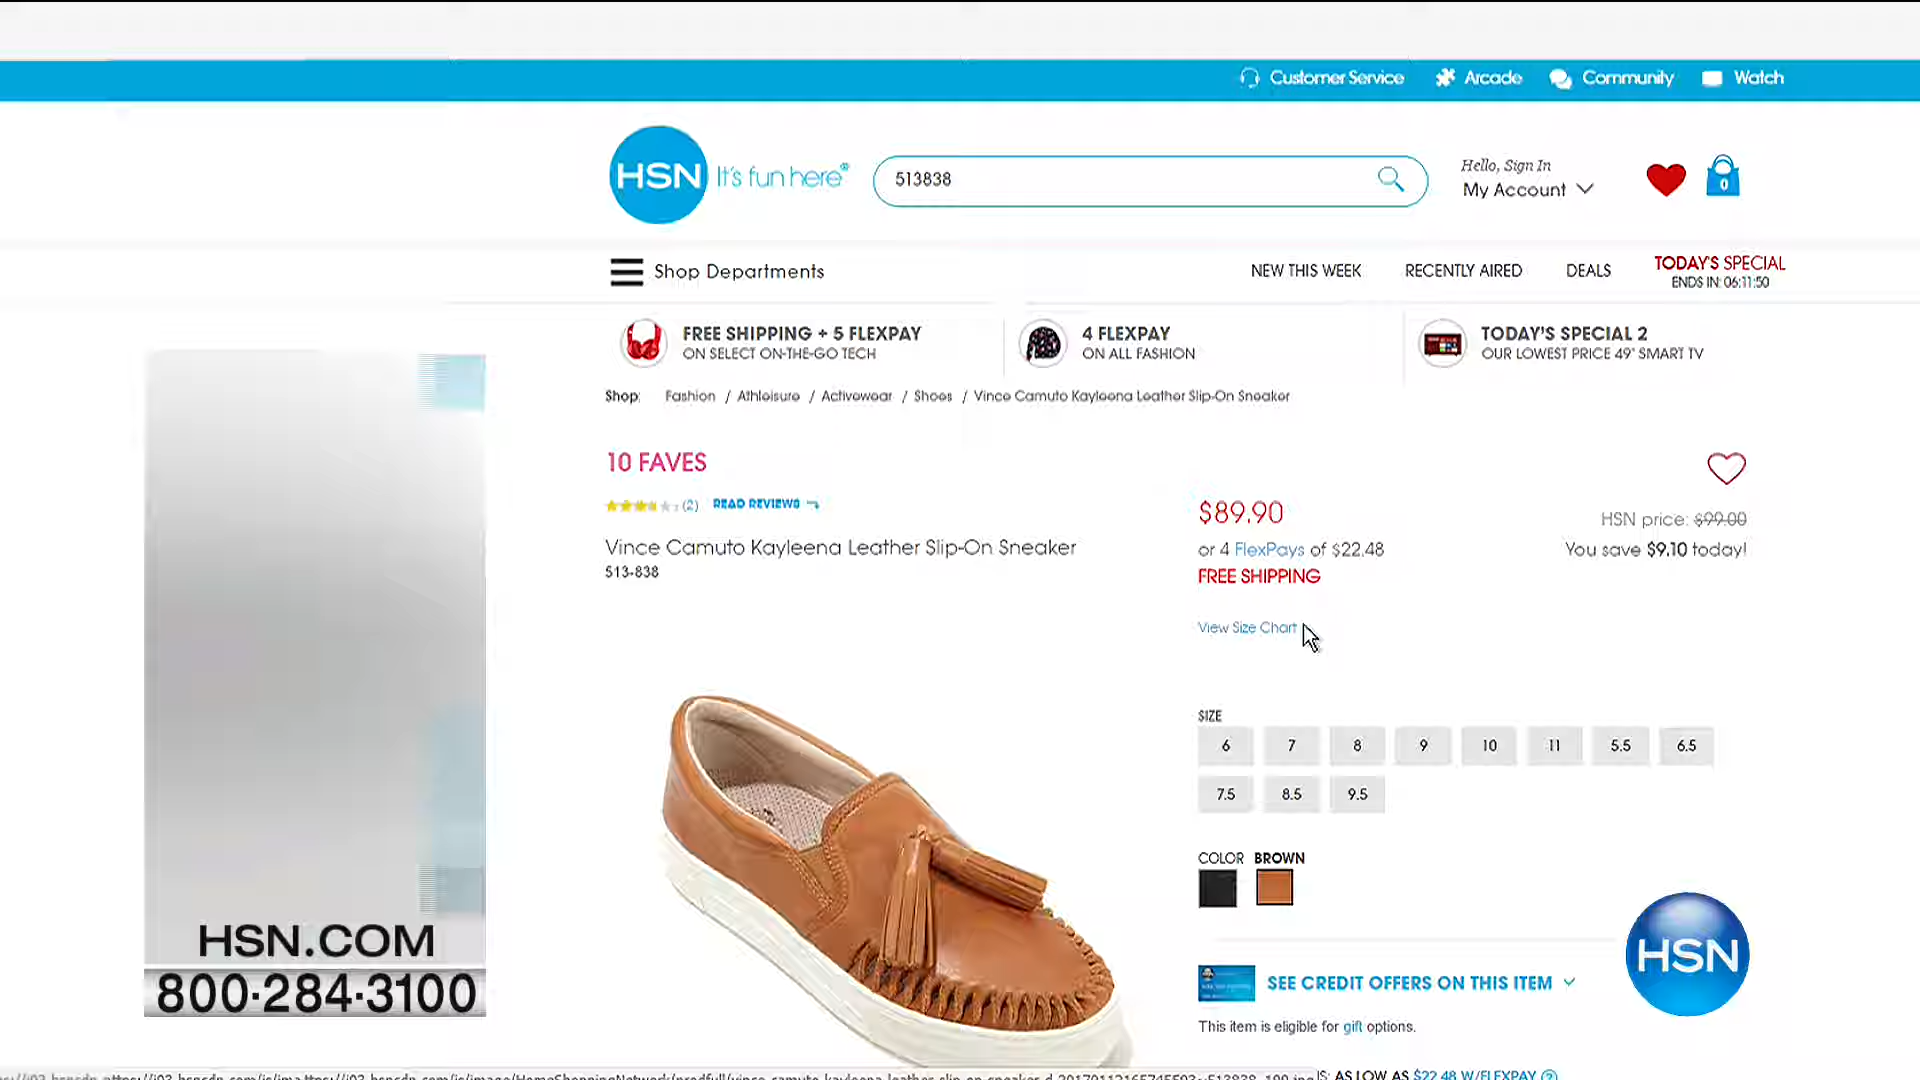 Customer Service Arcade Community Watch
HSN It's fun here®
513838
Hello, Sign In
My Account
0
Shop Departments
NEW THIS WEEK RECENTLY AIRED DEALS
TODAY'S SPECIAL
ENDS IN: 06:11:50
FREE SHIPPING + 5 FLEXPAY
ON SELECT ON-THE-GO TECH
4 FLEXPAY
ON ALL FASHION
TODAY'S SPECIAL 2
OUR LOWEST PRICE 49" SMART TV
Shop: Fashion / Athleisure / Activewear / Shoes / Vince Camuto Kayleena Leather Slip-On Sneaker
10 FAVES
(2) READ REVIEWS
Vince Camuto Kayleena Leather Slip-On Sneaker
513-838
$89.90
HSN price: $99.00
or 4 FlexPays of $22.48
You save $9.10 today!
FREE SHIPPING
View Size Chart
SIZE
6 7 8 9 10 11 5.5 6.5
7.5 8.5 9.5
COLOR BROWN
SEE CREDIT OFFERS ON THIS ITEM
This item is eligible for gift options.
AS LOW AS $22.48 W/FLEXPAY
HSN.COM
800·284·3100
HSN